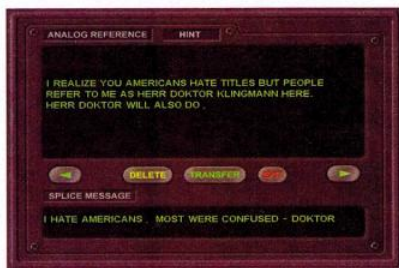 ANALOG REFERENCE HINT
I REALIZE YOU AMERICANS HATE TITLES BUT PEOPLE
REFER TO ME AS HERR DOKTOR KLINGMANN HERE.
HERR DOKTOR WILL ALSO DO .
DELETE TRANSFER EXIT
SPLICE MESSAGE
I HATE AMERICANS . MOST WERE CONFUSED - DOKTOR